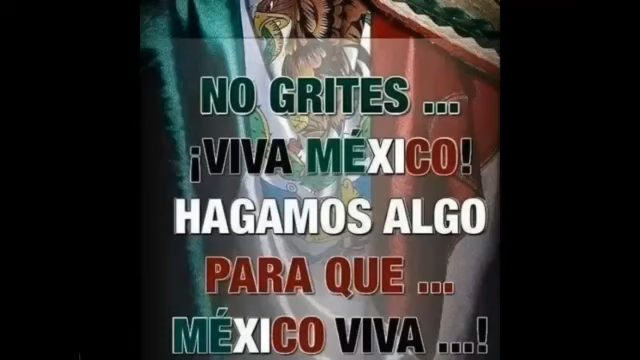 NO GRITES ...
¡VIVA MÉXICO!
HAGAMOS ALGO
PARA QUE ...
MÉXICO VIVA ...!